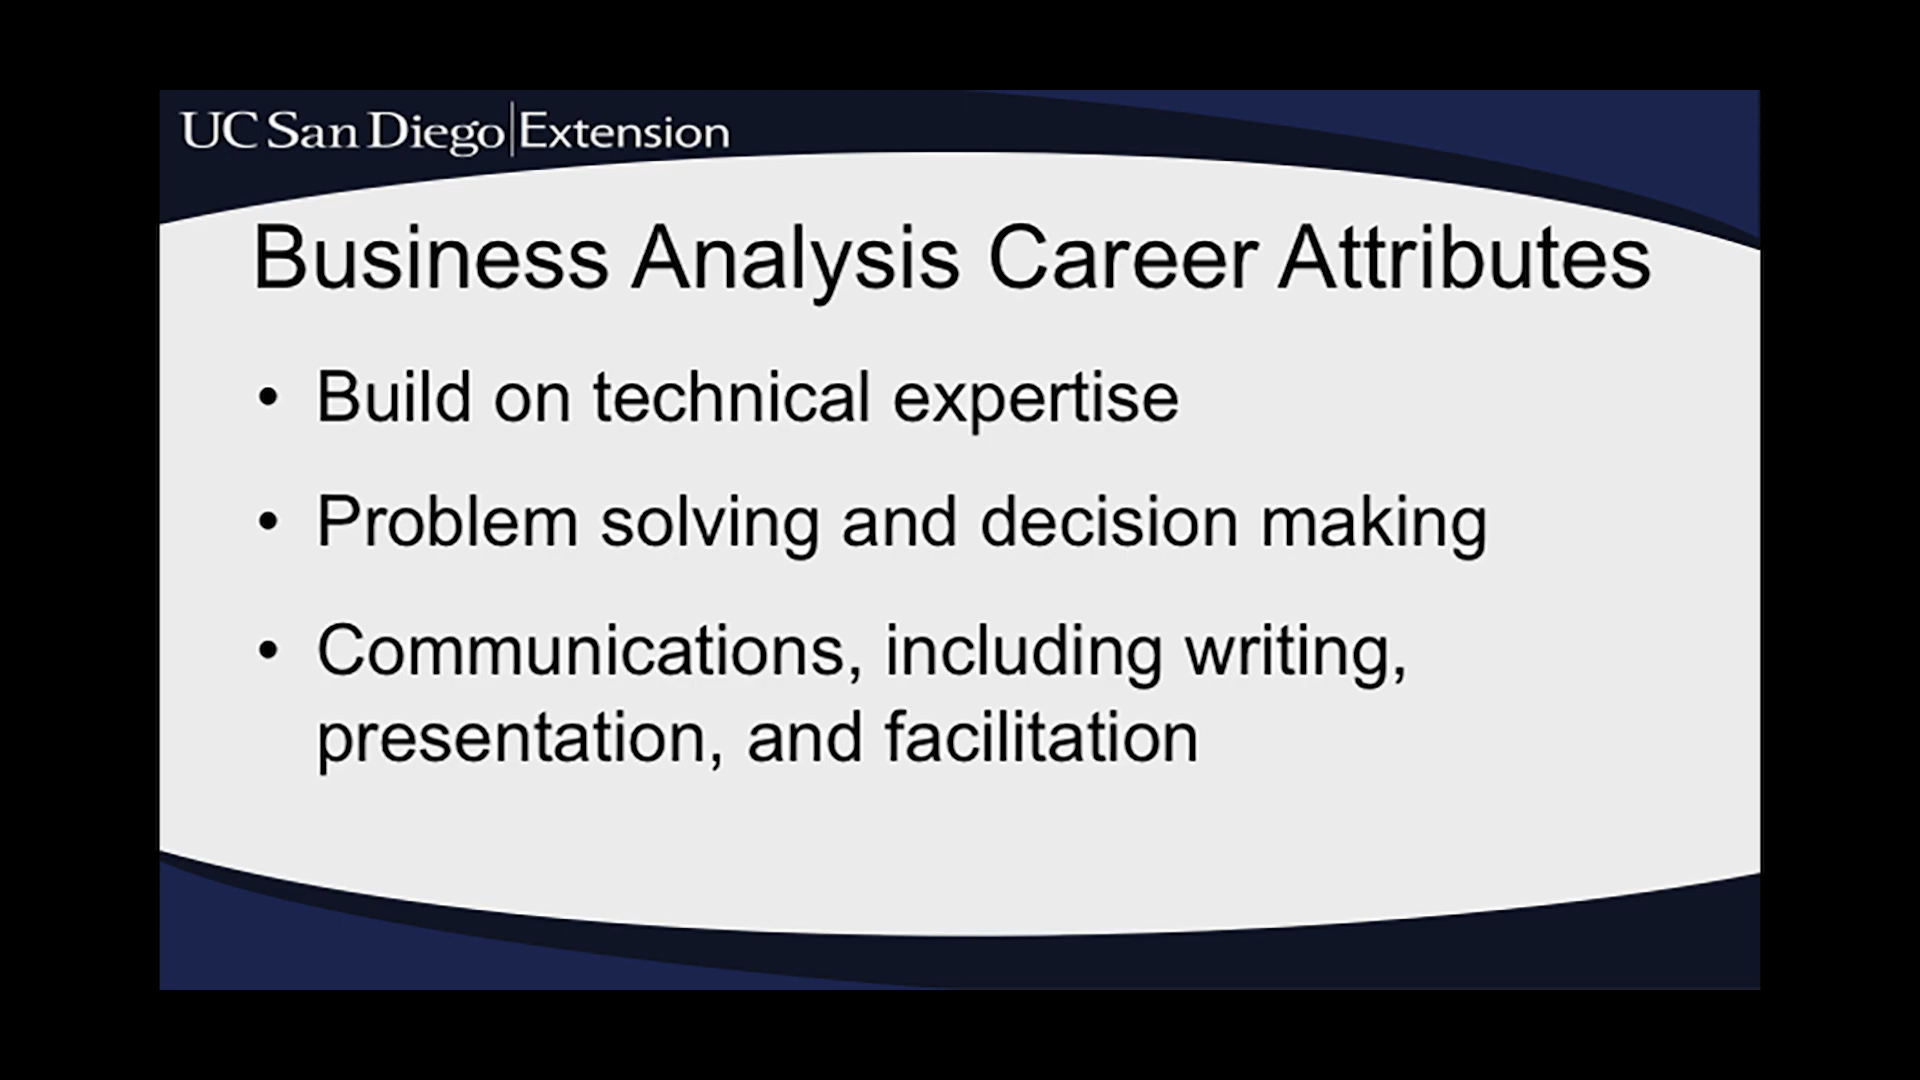 UC San Diego|Extension
Business Analysis Career Attributes
• Build on technical expertise
• Problem solving and decision making
• Communications, including writing,
presentation, and facilitation